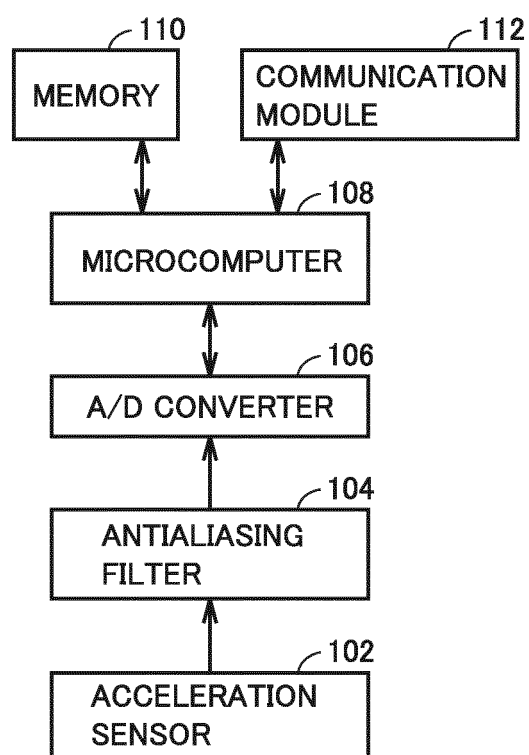 110
MEMORY
112
COMMUNICATION
MODULE
108
MICROCOMPUTER
106
A/D CONVERTER
104
ANTIALIASING
FILTER
102
ACCELERATION
SENSOR